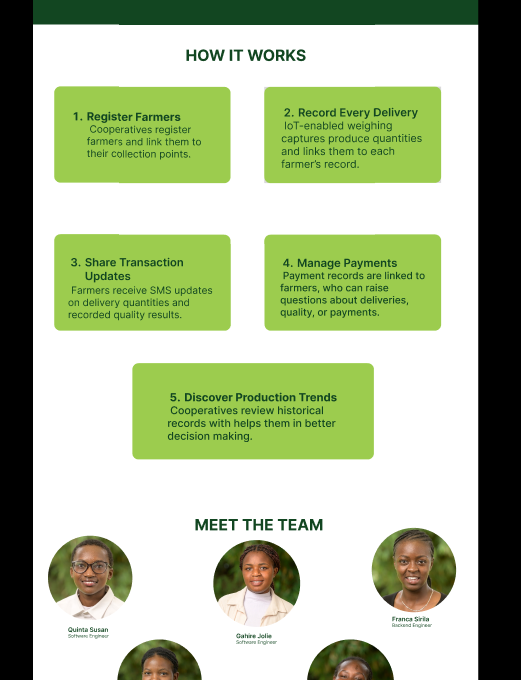 HOW IT WORKS
1. Register Farmers
Cooperatives register
farmers and link them to
their collection points.
2. Record Every Delivery
IoT-enabled weighing
captures produce quantities
and links them to each
farmer's record.
3. Share Transaction
Updates
Farmers receive SMS updates
on delivery quantities and
recorded quality results.
4. Manage Payments
Payment records are linked to
farmers, who can raise
questions about deliveries,
quality, or payments.
5. Discover Production Trends
Cooperatives review historical
records with helps them in better
decision making.
MEET THE TEAM
Quinta Susan
Software Engineer
Gahire Jolie
Software Engineer
Franca Sirila
Backend Engineer